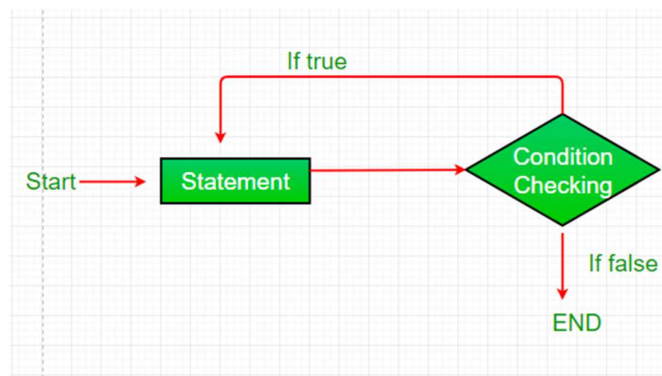 If true
Start
Statement
Condition
Checking
If false
END